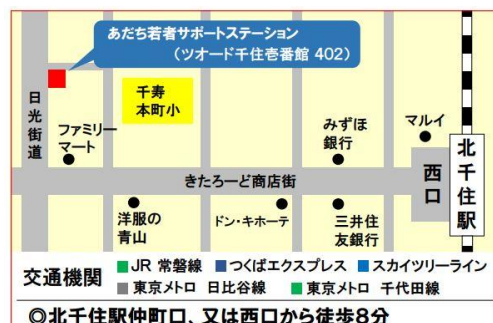 あだち若者サポートステーション
（ツオード千住壱番館 402）
日光街道
千寿
本町小
ファミリー
マート
みずほ
銀行
マルイ
北千住駅
西口
きたろーど商店街
洋服の
青山
ドン・キホーテ
三井住
友銀行
交通機関
JR 常磐線
つくばエクスプレス
スカイツリーライン
東京メトロ 日比谷線
東京メトロ 千代田線
◎北千住駅仲町口、又は西口から徒歩8分